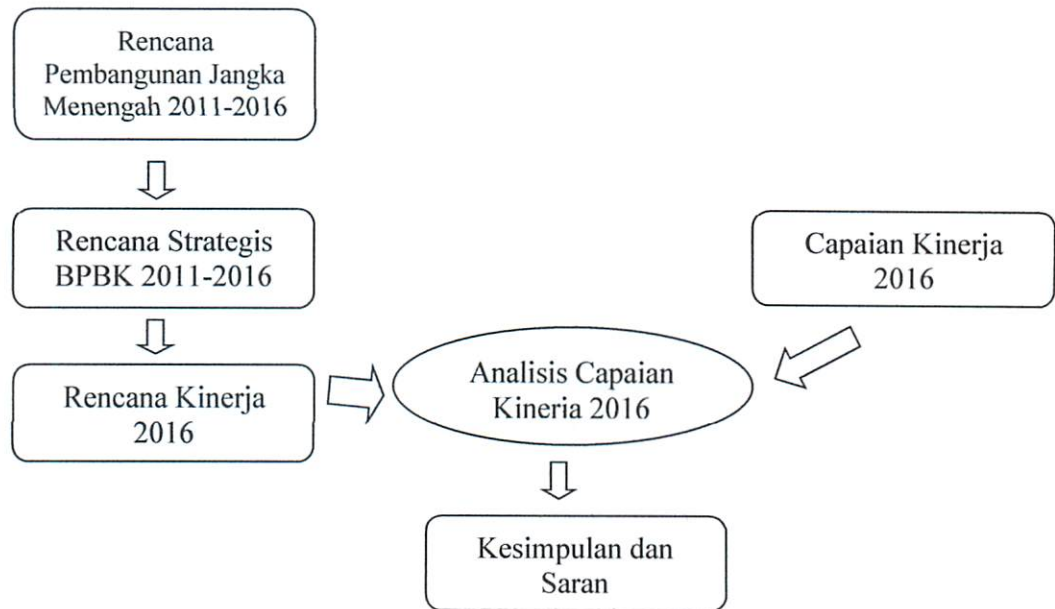 Rencana
Pembangunan Jangka
Menengah 2011-2016
Rencana Strategis
BPBK 2011-2016
Rencana Kinerja
2016
Capaian Kinerja
2016
Analisis Capaian
Kineria 2016
Kesimpulan dan
Saran